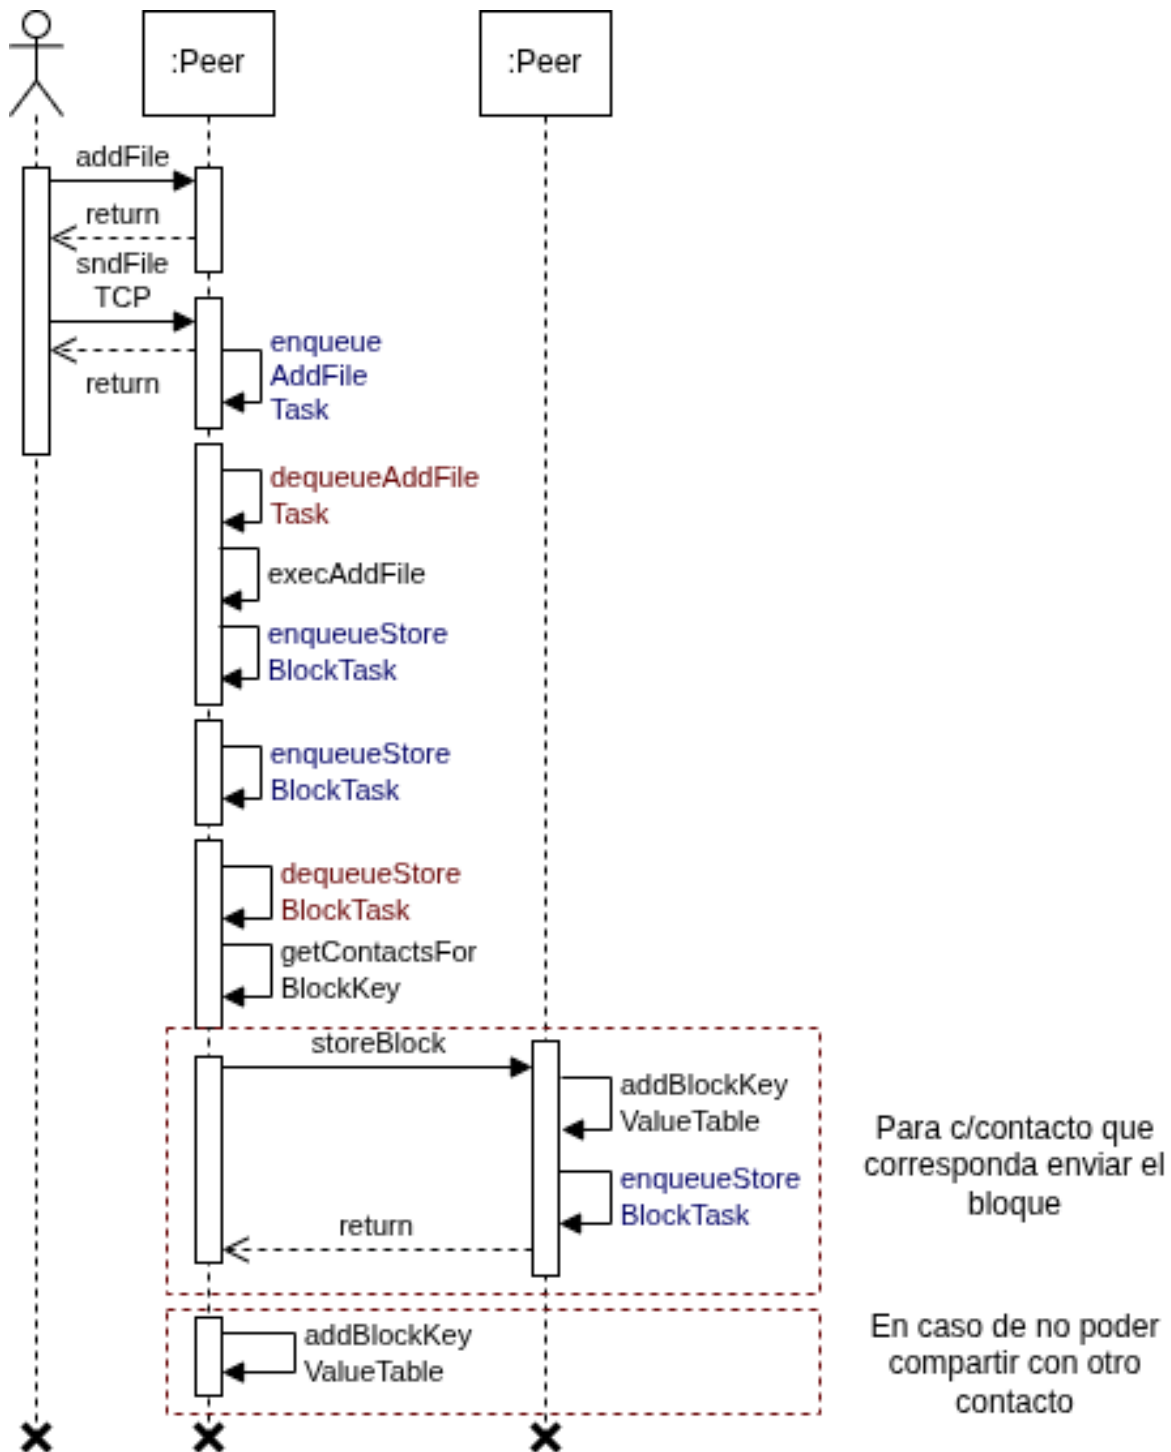 :Peer
:Peer
addFile
return
sndFile
TCP
return
enqueue
AddFile
Task
dequeueAddFile
Task
execAddFile
enqueueStore
BlockTask
enqueueStore
BlockTask
dequeueStore
BlockTask
getContactsFor
BlockKey
storeBlock
addBlockKey
ValueTable
enqueueStore
BlockTask
return
Para c/contacto que
corresponda enviar el
bloque
addBlockKey
ValueTable
En caso de no poder
compartir con otro
contacto